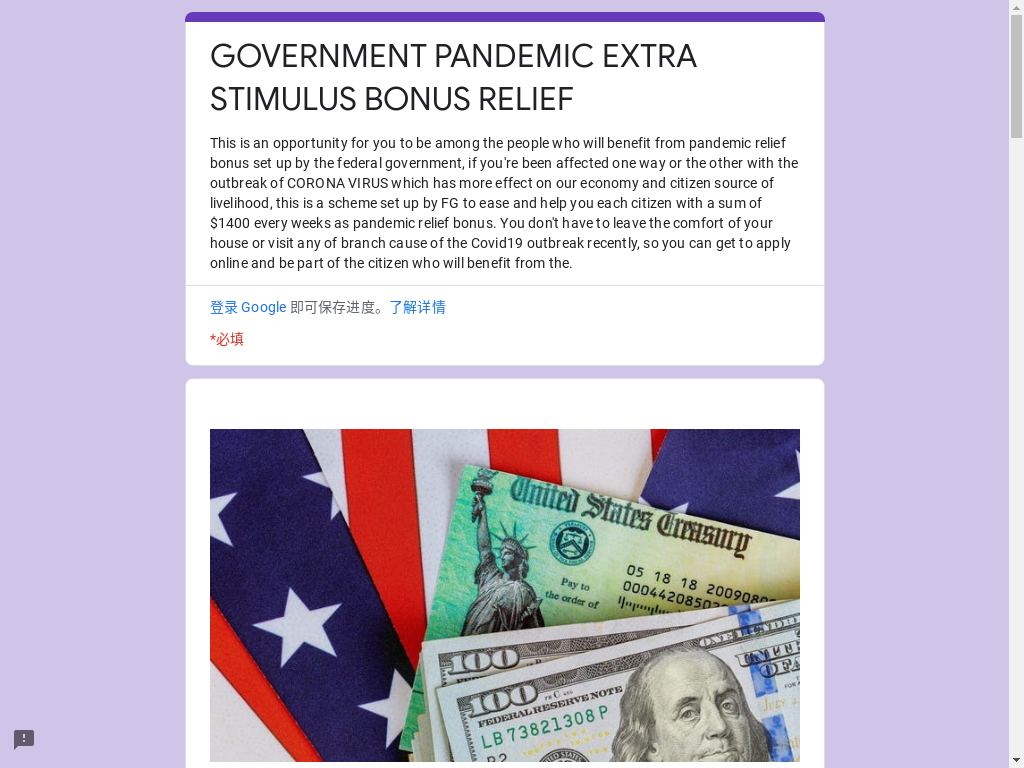 GOVERNMENT PANDEMIC EXTRA
STIMULUS BONUS RELIEF
This is an opportunity for you to be among the people who will benefit from pandemic relief
bonus set up by the federal government, if you're been affected one way or the other with the
outbreak of CORONA VIRUS which has more effect on our economy and citizen source of
livelihood, this is a scheme set up by FG to ease and help you each citizen with a sum of
$1400 every weeks as pandemic relief bonus. You don't have to leave the comfort of your
house or visit any of branch cause of the Covid19 outbreak recently, so you can get to apply
online and be part of the citizen who will benefit from the.
登录 Google 即可保存进度。了解详情
*必填
United States Treasury
05 18 18 20090802
Pay to
the order of
100
100
FEDERAL RESERVE NOTE
LB73821308P